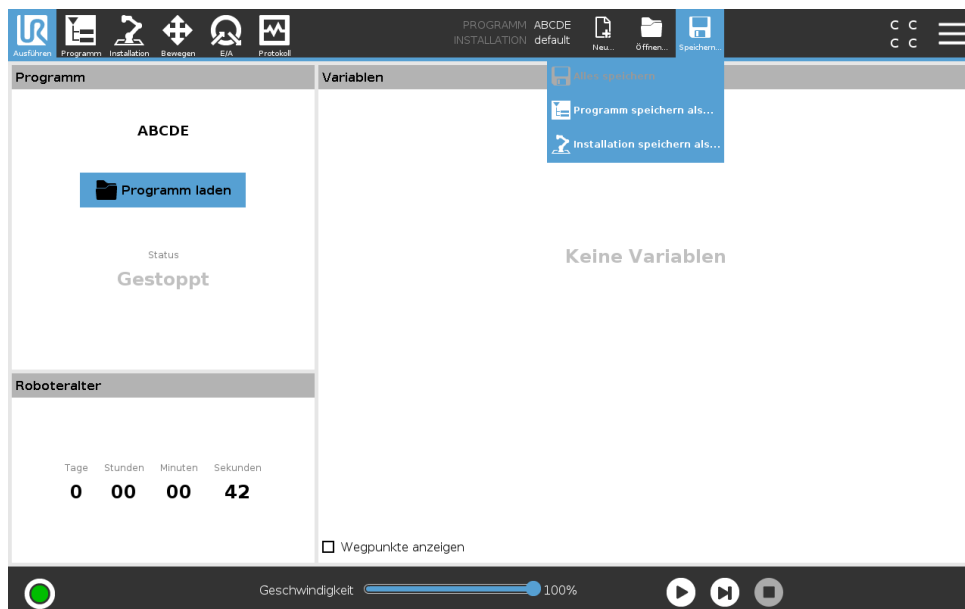 UR
Ausführen
Programm
Installation
Bewegen
E/A
Protokoll
PROGRAMM ABCDE
INSTALLATION default
Neu...
Öffnen...
Speichern...
C C
C C
Alles speichern
Programm speichern als...
Installation speichern als...
Programm
ABCDE
Programm laden
Status
Gestoppt
Variablen
Keine Variablen
Wegpunkte anzeigen
Roboteralter
Tage Stunden Minuten Sekunden
0 00 00 42
Geschwindigkeit 100%